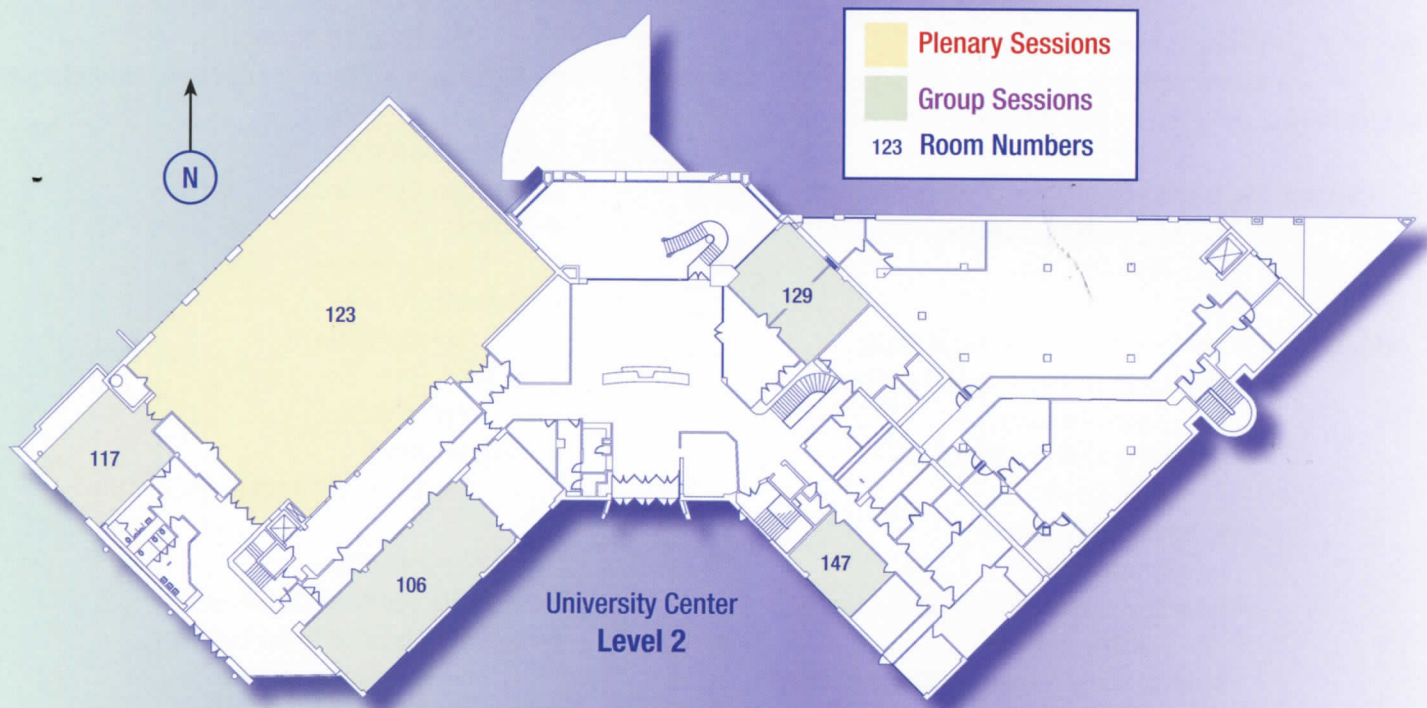 Plenary Sessions
Group Sessions
123 Room Numbers
N
123
129
117
106
147
University Center
Level 2